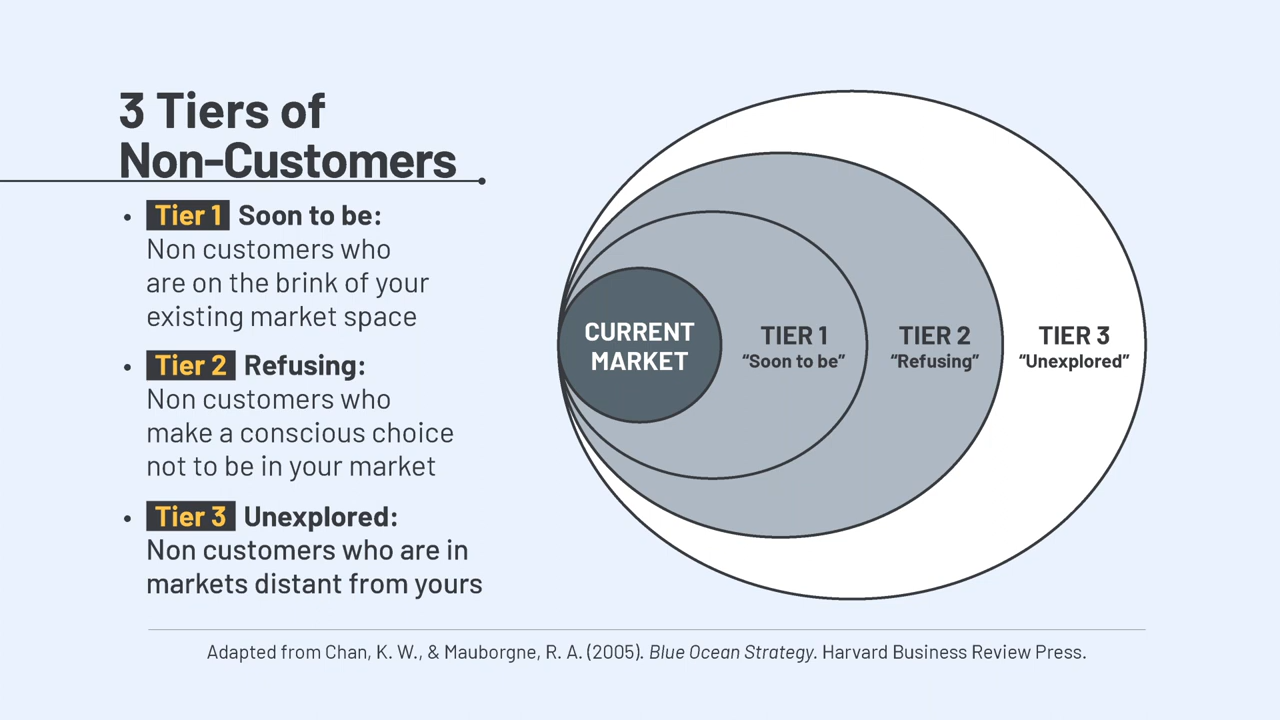 3 Tiers of
Non-Customers
• Tier 1 Soon to be:
Non customers who
are on the brink of your
existing market space
• Tier 2 Refusing:
Non customers who
make a conscious choice
not to be in your market
• Tier 3 Unexplored:
Non customers who are in
markets distant from yours
CURRENT
MARKET
TIER 1
“Soon to be”
TIER 2
“Refusing”
TIER 3
“Unexplored”
Adapted from Chan, K. W., & Mauborgne, R. A. (2005). Blue Ocean Strategy. Harvard Business Review Press.